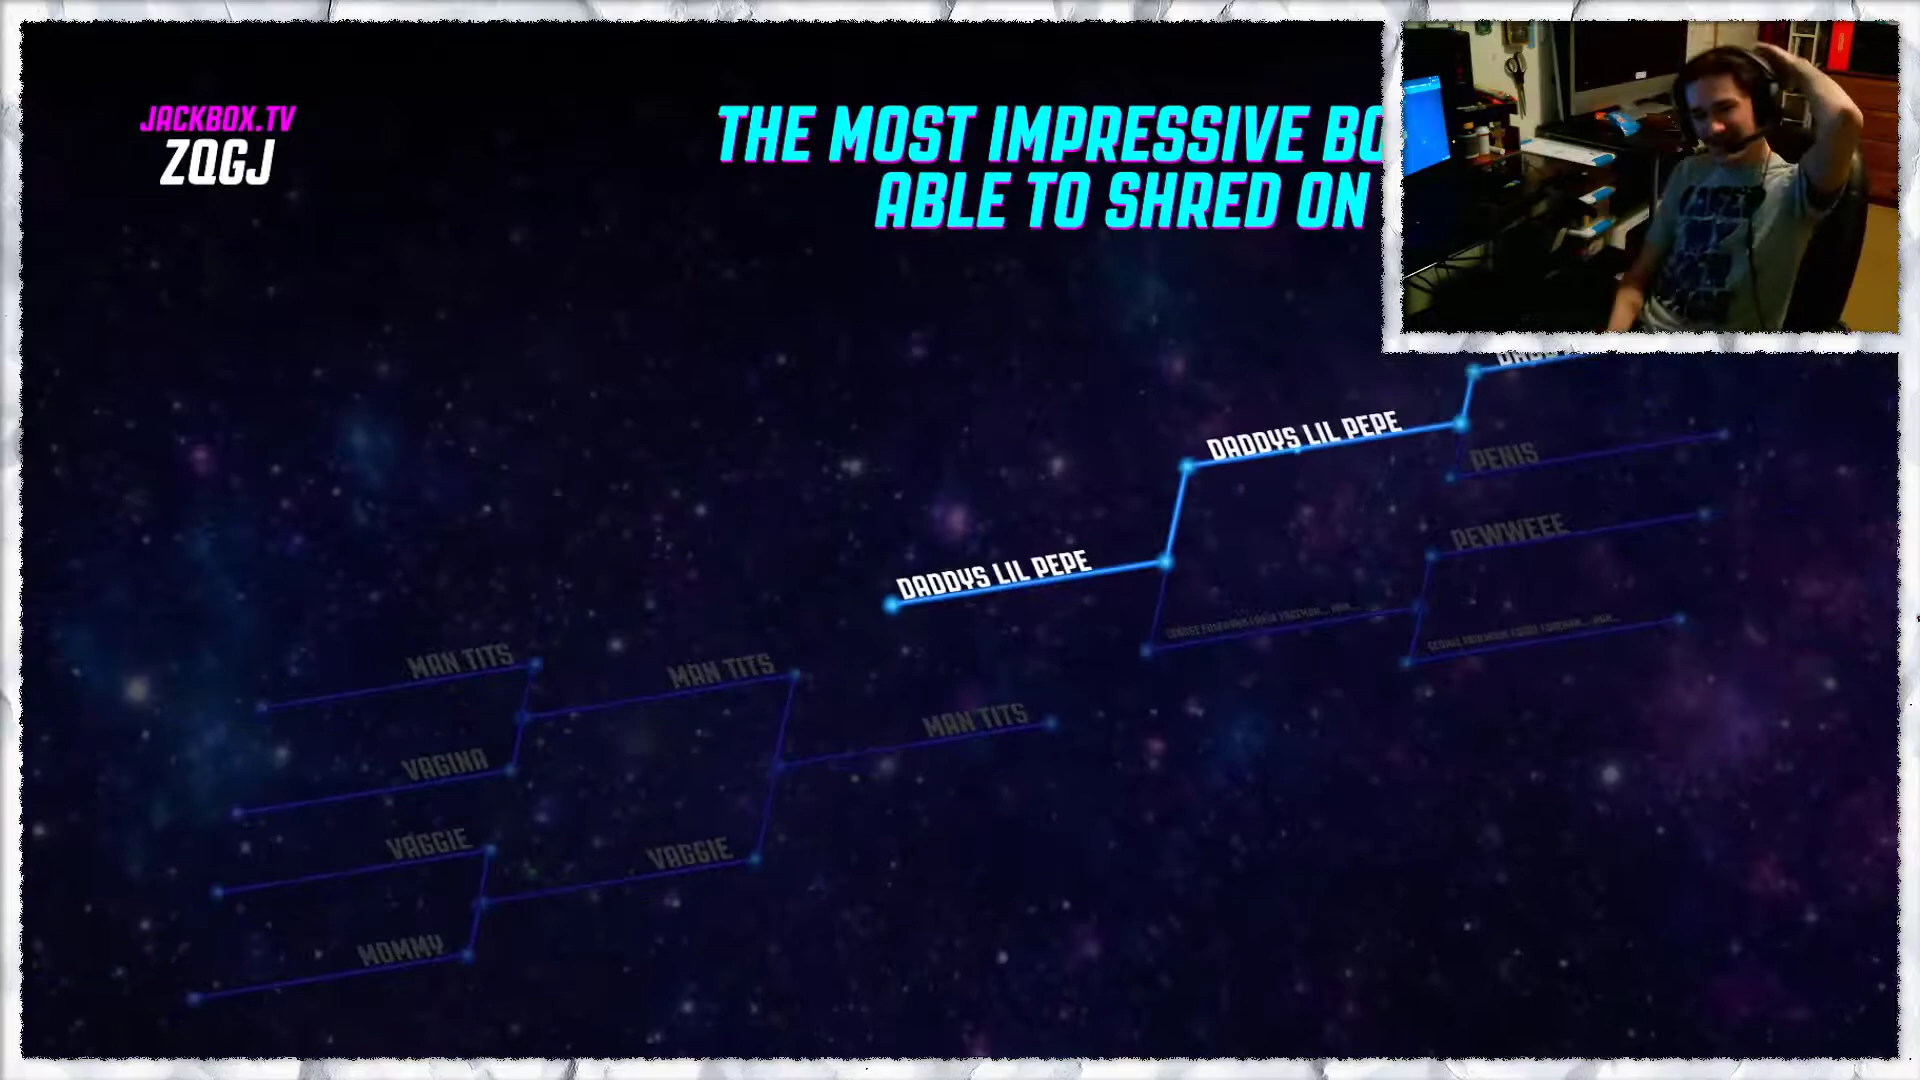 JACKBOX.TV
ZQGJ
THE MOST IMPRESSIVE BO
ABLE TO SHRED ON
DADDYS LIL PEPE
PENIS
PEWWEEE
DADDYS LIL PEPE
MAN TITS
MAN TITS
MAN TITS
VAGINA
VAGGIE
VAGGIE
MOMMY